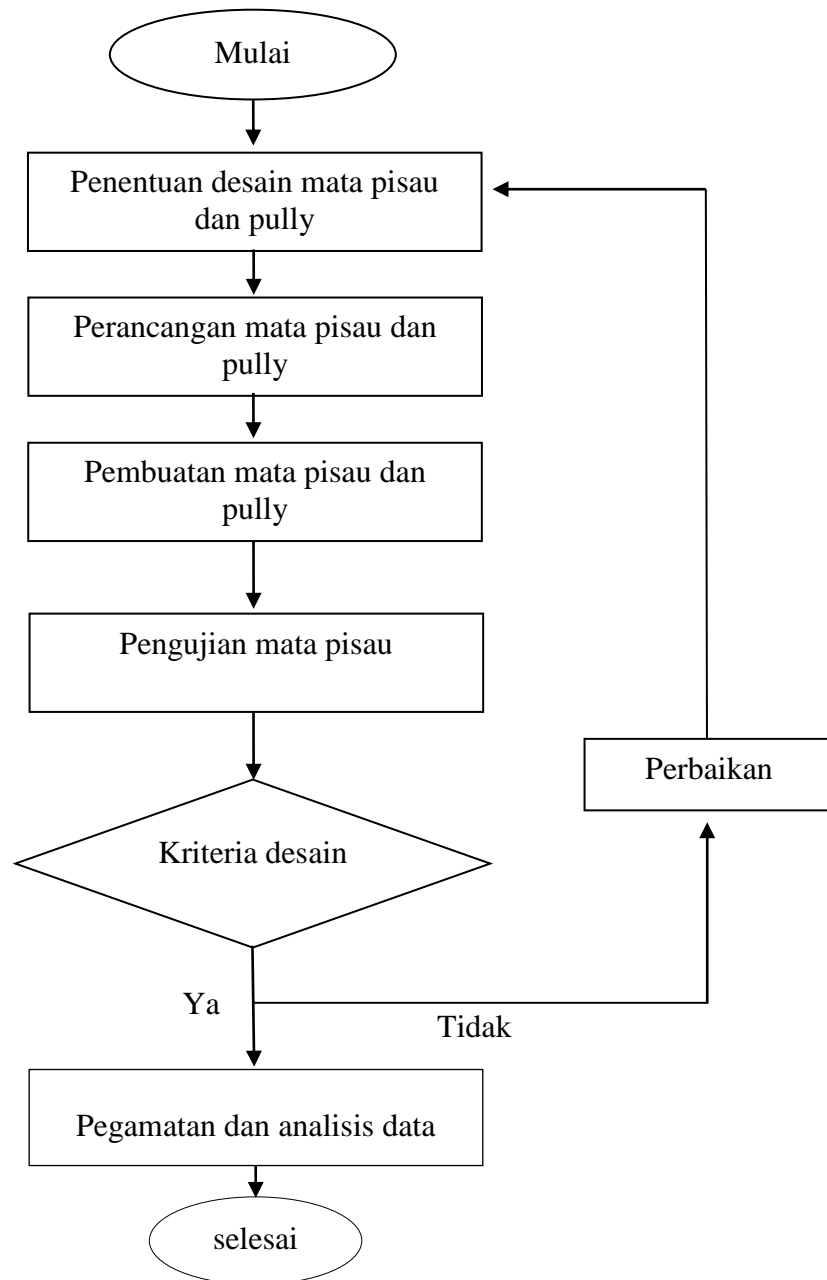 Mulai
Penentuan desain mata pisau
dan pully
Perancangan mata pisau dan
pully
Pembuatan mata pisau dan
pully
Pengujian mata pisau
Perbaikan
Kriteria desain
Ya
Tidak
Pegamatan dan analisis data
selesai